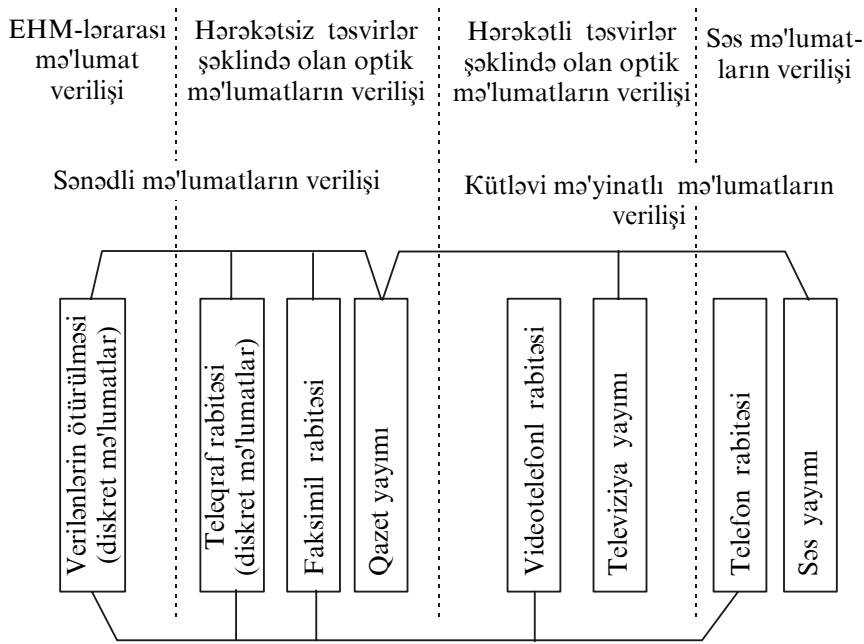 EHM-lərarası
mə'lumat
verilişi
Hərəkətsiz təsvirlər
şəklində olan optik
mə'lumatların verilişi
Hərəkətli təsvirlər
şəklində olan optik
mə'lumatların verilişi
Səs mə'lumat-
ların verilişi
Sənədli mə'lumatların verilişi
Kütləvi mə'yinatlı mə'lumatların
verilişi
Verilənlərin ötürülməsi
(diskret mə'lumatlar)
Teleqraf rabitəsi
(diskret mə'lumatlar)
Faksimil rabitəsi
Qazet yayımı
Videotelefonl rabitəsi
Televiziya yayımı
Telefon rabitəsi
Səs yayımı